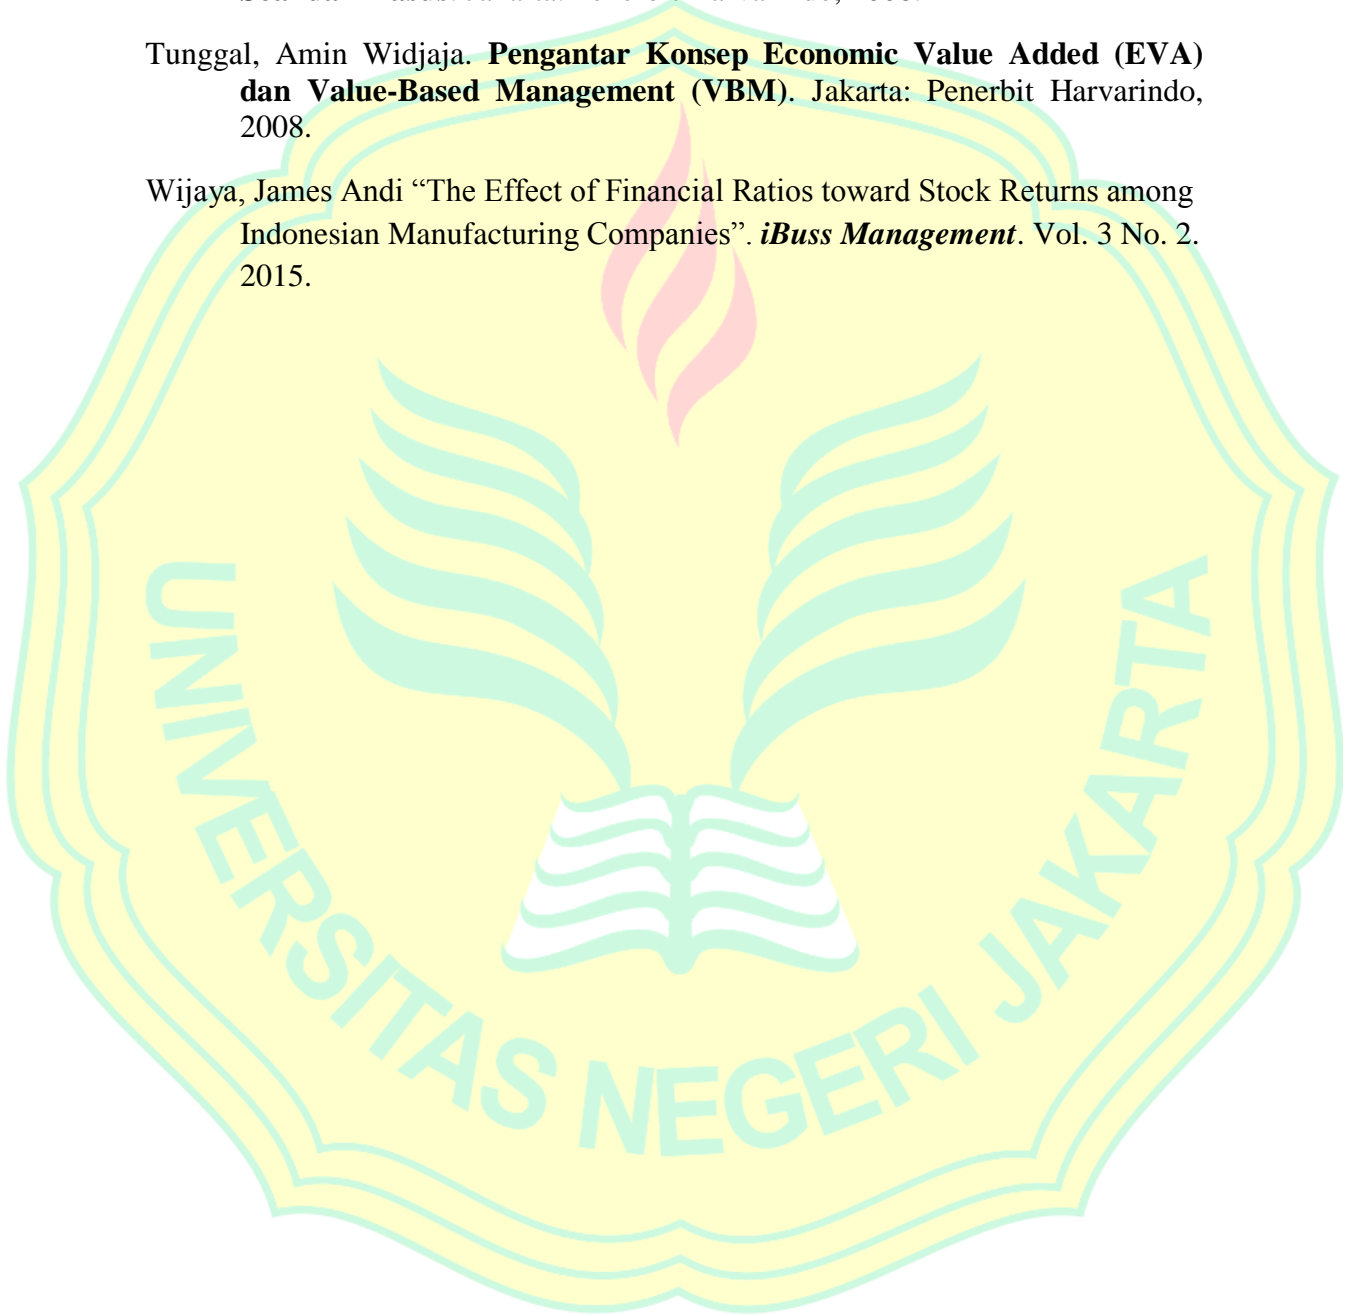 Tunggal, Amin Widjaja. Pengantar Konsep Economic Value Added (EVA)
dan Value-Based Management (VBM). Jakarta: Penerbit Harvarindo,
2008.
Wijaya, James Andi “The Effect of Financial Ratios toward Stock Returns among
Indonesian Manufacturing Companies”. iBuss Management. Vol. 3 No. 2.
2015.
UNIVERSITAS NEGERI JAKARTA